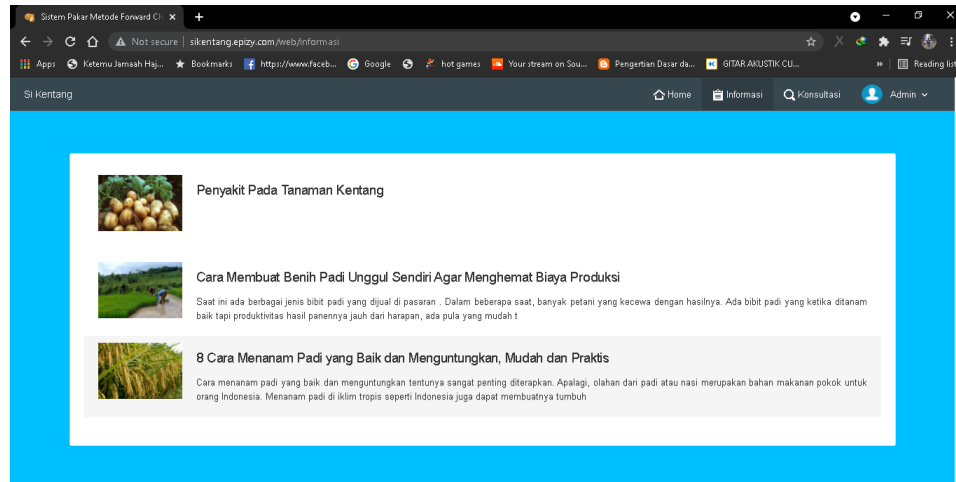 Sistem Pakar Metode Forward Ch
Not secure | sikentang.epizy.com/web/informasi
Apps Ketemu Jamaah Haj... Bookmarks https://www.faceb... Google hot games Your stream on Sou... Pengertian Dasar da... GITAR AKUSTIK CU... » Reading list
Si Kentang Home Informasi Konsultasi Admin
Penyakit Pada Tanaman Kentang
Cara Membuat Benih Padi Unggul Sendiri Agar Menghemat Biaya Produksi
Saat ini ada berbagai jenis bibit padi yang dijual di pasaran . Dalam beberapa saat, banyak petani yang kecewa dengan hasilnya. Ada bibit padi yang ketika ditanam
baik tapi produktivitas hasil panennya jauh dari harapan, ada pula yang mudah t
8 Cara Menanam Padi yang Baik dan Menguntungkan, Mudah dan Praktis
Cara menanam padi yang baik dan menguntungkan tentunya sangat penting diterapkan. Apalagi, olahan dari padi atau nasi merupakan bahan makanan pokok untuk
orang Indonesia. Menanam padi di iklim tropis seperti Indonesia juga dapat membuatnya tumbuh